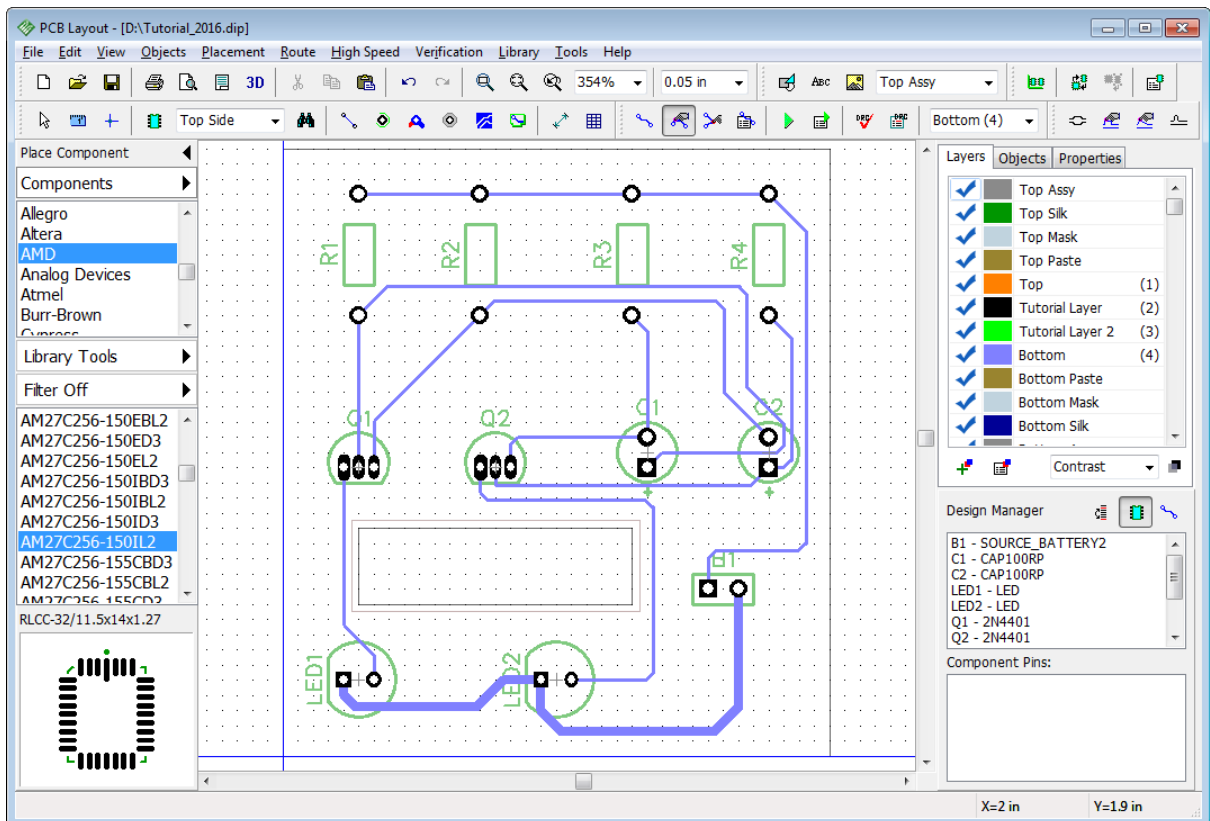 PCB Layout - [D:\Tutorial_2016.dip]
File Edit View Objects Placement Route High Speed Verification Library Tools Help
3D 354% 0.05 in ABC Top Assy
Top Side DRC DRC Bottom (4)
Place Component
Components
Allegro
Altera
AMD
Analog Devices
Atmel
Burr-Brown
Cypress
Library Tools
Filter Off
AM27C256-150EBL2
AM27C256-150ED3
AM27C256-150EL2
AM27C256-150IBD3
AM27C256-150IBL2
AM27C256-150ID3
AM27C256-150IL2
AM27C256-155CBD3
AM27C256-155CBL2
AM27C256-155CD3
RLCC-32/11.5x14x1.27
R1 R2 R3 R4
Q1 Q2 C1 C2
B1
LED1 LED2
Layers Objects Properties
Top Assy
Top Silk
Top Mask
Top Paste
Top (1)
Tutorial Layer (2)
Tutorial Layer 2 (3)
Bottom (4)
Bottom Paste
Bottom Mask
Bottom Silk
Contrast
Design Manager
B1 - SOURCE_BATTERY2
C1 - CAP100RP
C2 - CAP100RP
LED1 - LED
LED2 - LED
Q1 - 2N4401
Q2 - 2N4401
Component Pins:
X=2 in Y=1.9 in